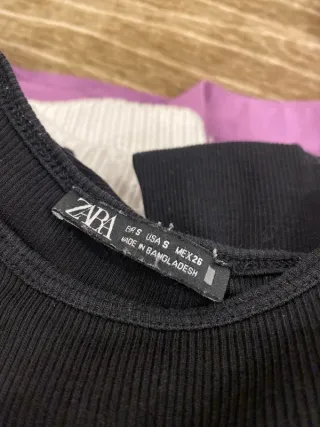 ZARA
EUR S USA S MEX 26
MADE IN BANGLADESH